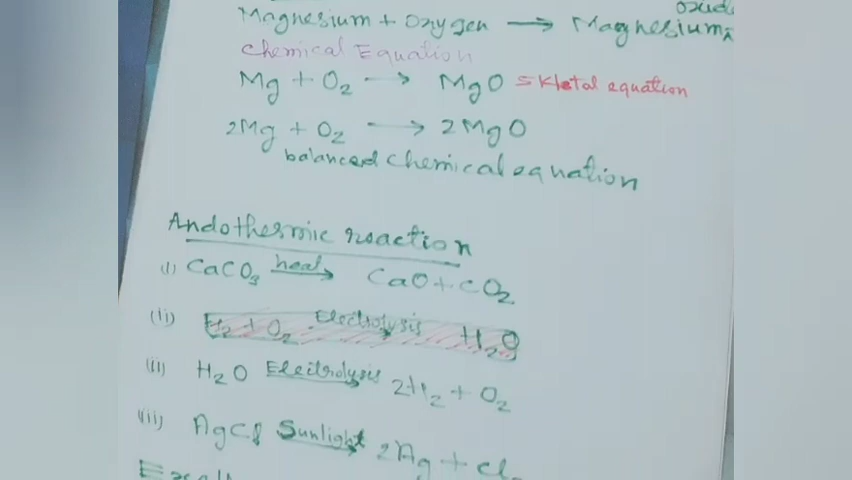 oxide
Magnesium + Oxygen → Magnesium
Chemical Equation
Mg + O₂ → MgO Skletal equation
2Mg + O₂ → 2MgO
balanced chemical equation
Andothermic reaction
(i) CaCO₃ heat→ CaO + CO₂
(ii) H₂ + O₂ Electrolysis→ H₂O
(ii) H₂O Electrolysis→ 2H₂ + O₂
(iii) AgCl Sunlight→ 2Ag + Cl₂